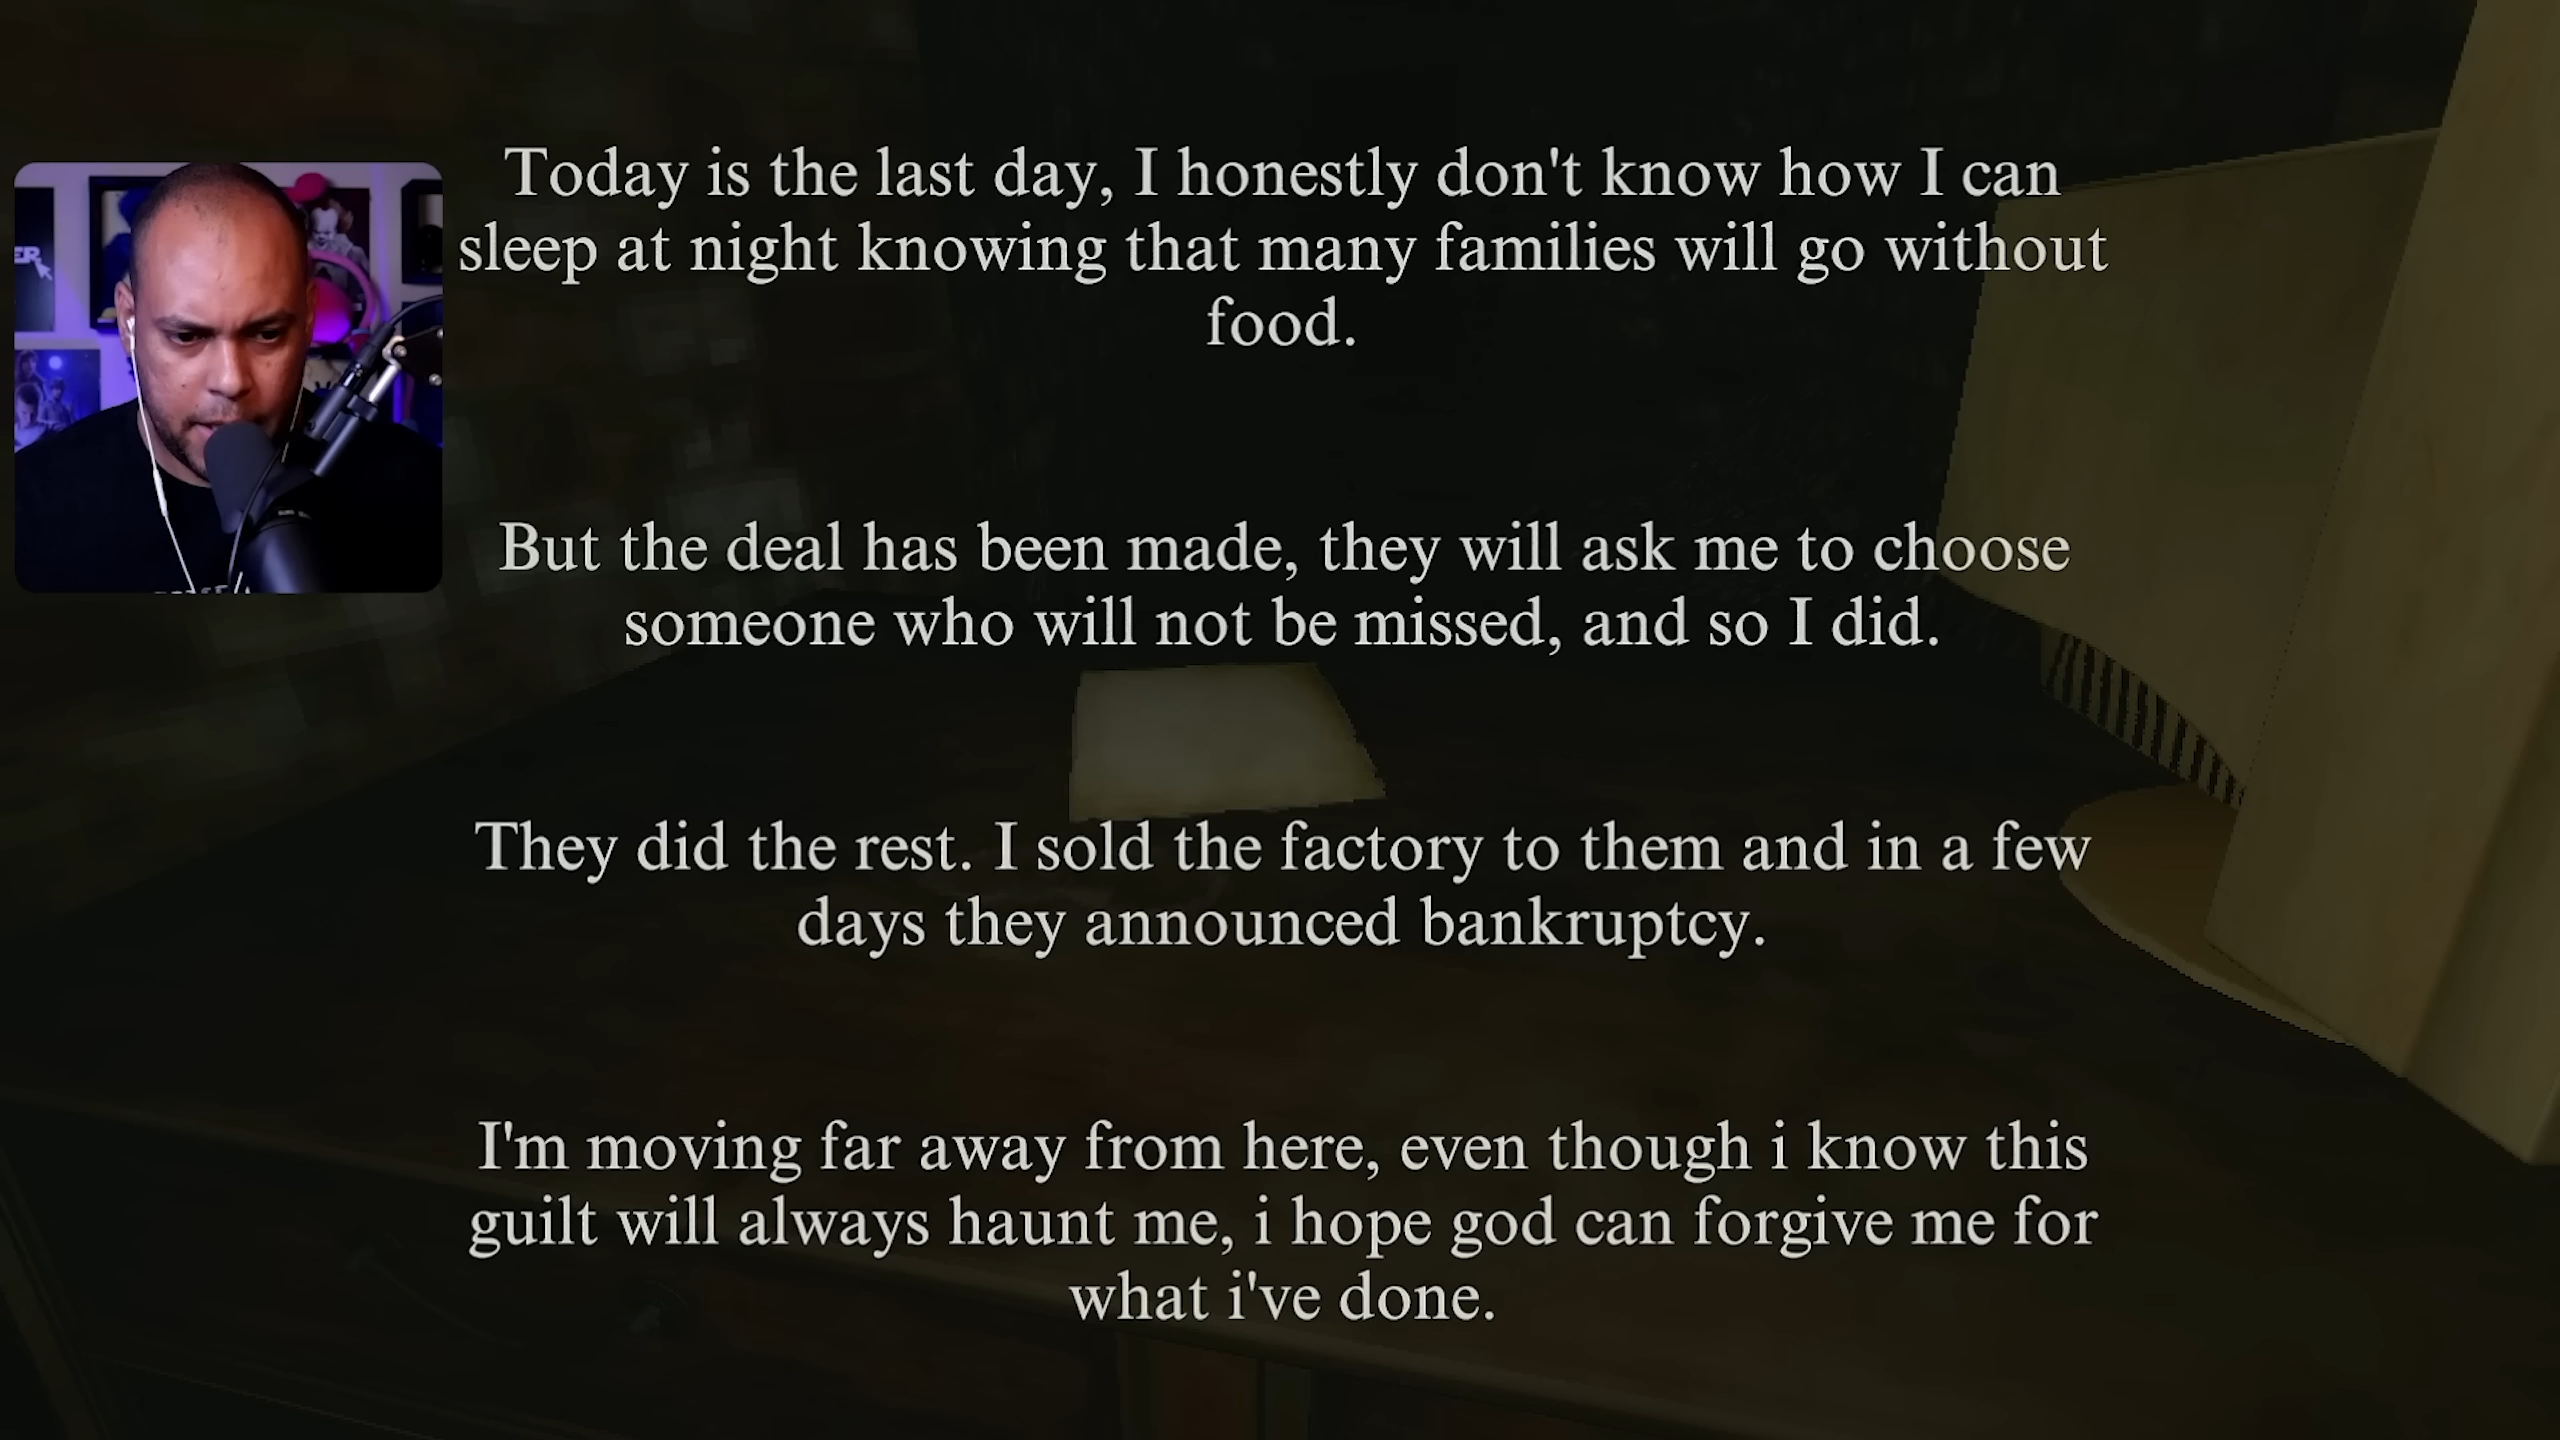 Today is the last day, I honestly don't know how I can
sleep at night knowing that many families will go without
food.
But the deal has been made, they will ask me to choose
someone who will not be missed, and so I did.
They did the rest. I sold the factory to them and in a few
days they announced bankruptcy.
I'm moving far away from here, even though i know this
guilt will always haunt me, i hope god can forgive me for
what i've done.
ER